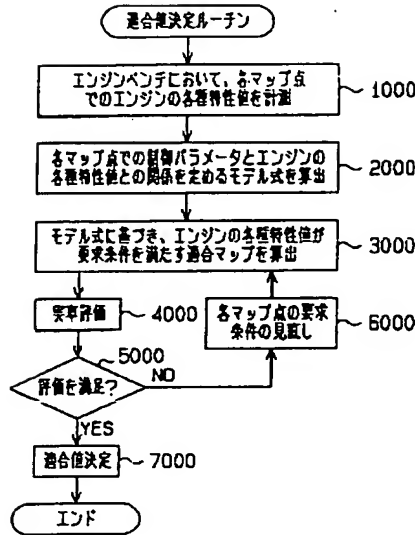 適合値決定ルーチン
エンジンベンチにおいて、各マップ点
でのエンジンの各種特性値を計測
1000
各マップ点での制御パラメータとエンジンの
各種特性値との関係を定めるモデル式を算出
2000
モデル式に基づき、エンジンの各種特性値が
要求条件を満たす適合マップを算出
3000
実車評価
4000
各マップ点の要求
条件の見直し
6000
5000
評価を満足?
NO
YES
適合値決定
7000
エンド